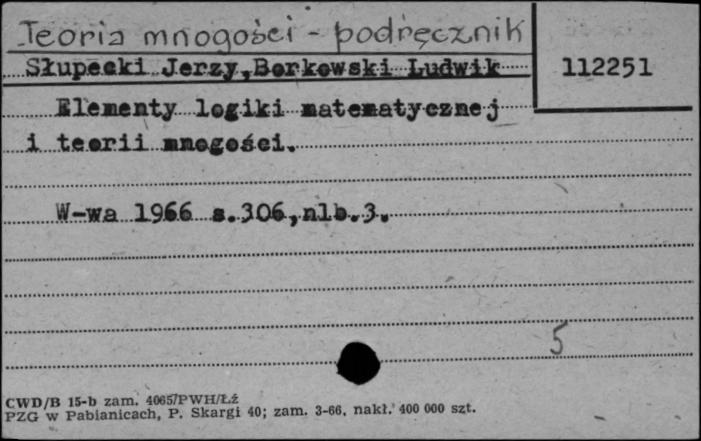 Teoria mnogości - podręcznik
Słupecki Jerzy,Borkowski Ludwik
112251
Elementy logiki matematycznej
i teorii mnogości.
W-wa 1966 s.306,nlb.3.
5
CWD/B 15-b zam. 4065/PWH/Łź
PZG w Pabianicach, P. Skargi 40; zam. 3-66. nakł. 400 000 szt.